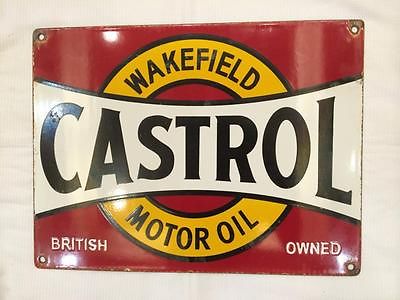 WAKEFIELD
CASTROL
MOTOR OIL
BRITISH OWNED